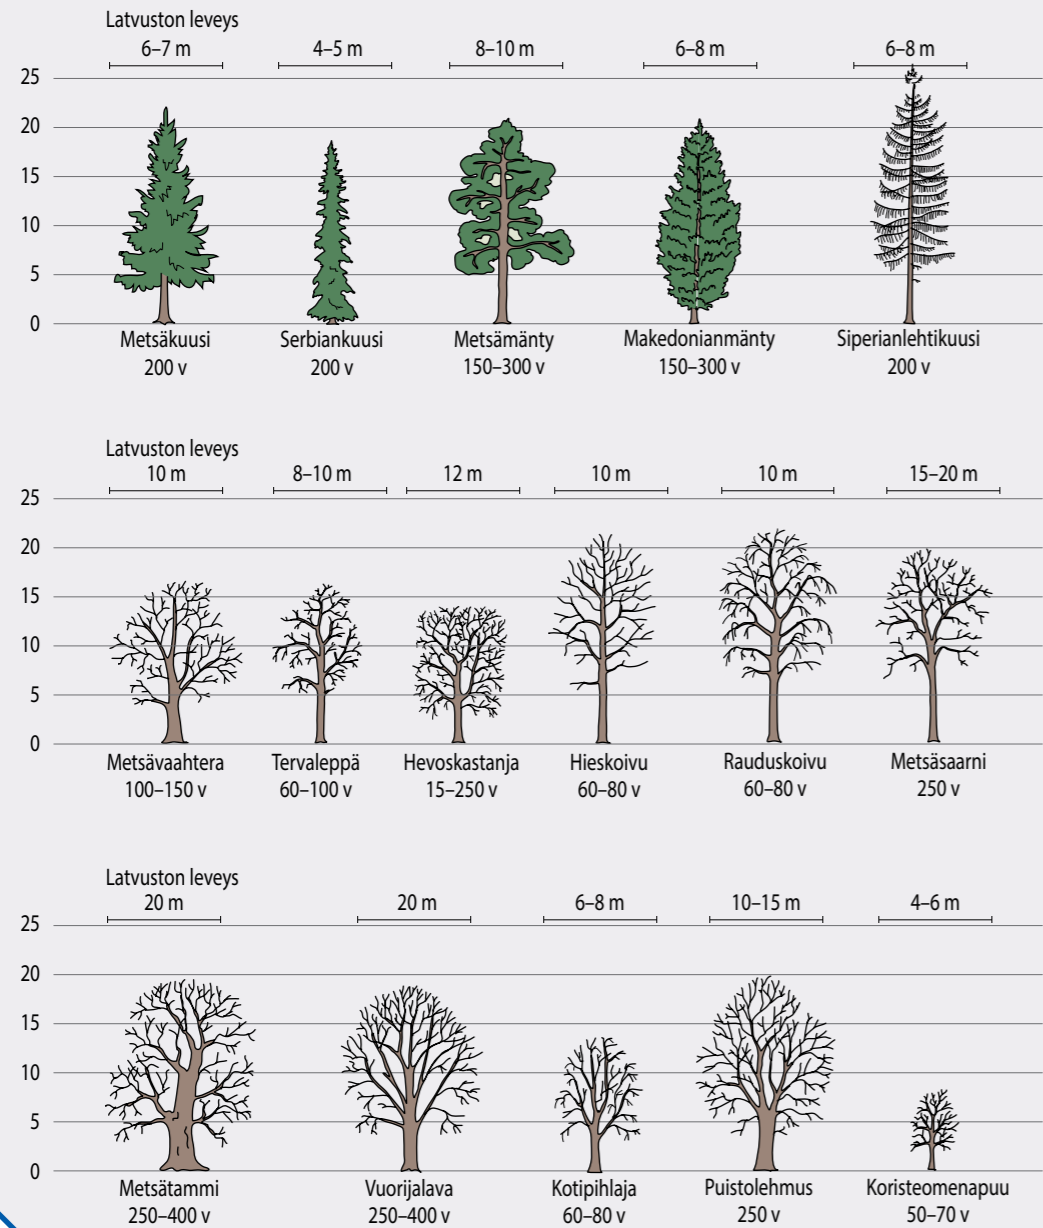 Latvuston leveys
6–7 m 4–5 m 8–10 m 6–8 m 6–8 m
25
20
15
10
5
0
Metsäkuusi Serbiankuusi Metsämänty Makedonianmänty Siperianlehtikuusi
200 v 200 v 150–300 v 150–300 v 200 v
Latvuston leveys
10 m 8–10 m 12 m 10 m 10 m 15–20 m
25
20
15
10
5
0
Metsävaahtera Tervaleppä Hevoskastanja Hieskoivu Rauduskoivu Metsäsaarni
100–150 v 60–100 v 15–250 v 60–80 v 60–80 v 250 v
Latvuston leveys
20 m 20 m 6–8 m 10–15 m 4–6 m
25
20
15
10
5
0
Metsätammi Vuorijalava Kotipihlaja Puistolehmus Koristeomenapuu
250–400 v 250–400 v 60–80 v 250 v 50–70 v